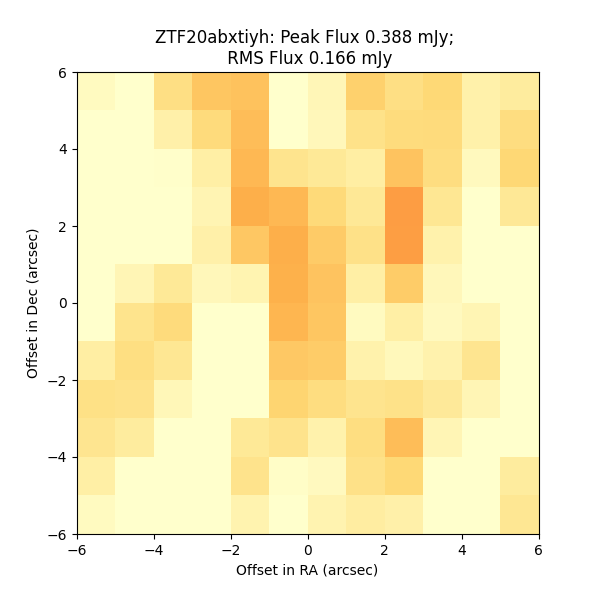 ZTF20abxtiyh: Peak Flux 0.388 mJy;
RMS Flux 0.166 mJy
6
4
2
0
−2
−4
−6
Offset in Dec (arcsec)
−6 −4 −2 0 2 4 6
Offset in RA (arcsec)